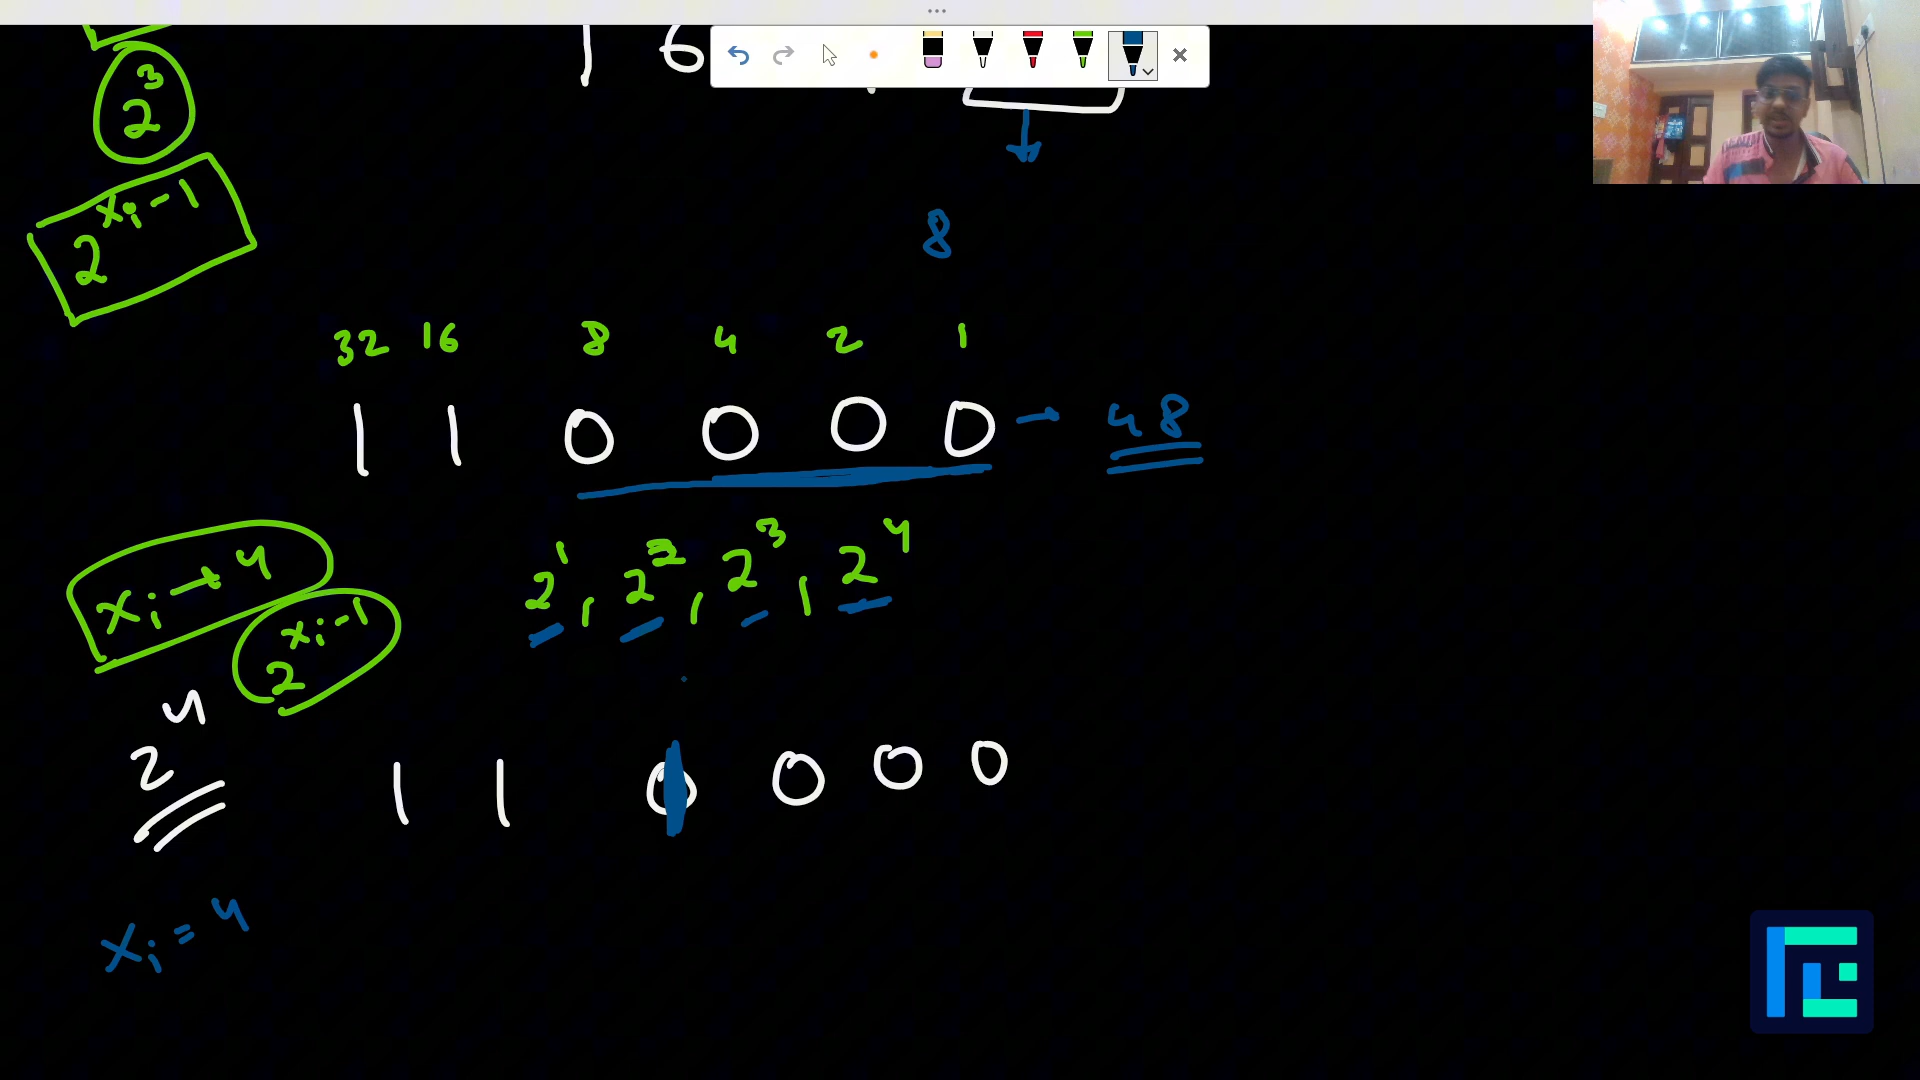 1 6
2^3
8
2^{xi-1}
32 16 8 4 2 1
1 1 0 0 0 0 → 48
xi → 4
2^1, 2^2, 2^3, 2^4
2^{xi-1}
2^4
1 1 0 0 0 0
xi = 4